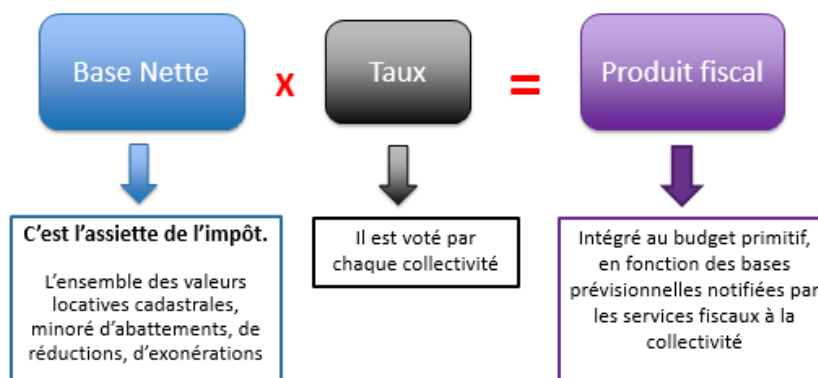 Base Nette x Taux = Produit fiscal
C'est l'assiette de l'impôt.
L'ensemble des valeurs
locatives cadastrales,
minoré d'abattements, de
réductions, d'exonérations
Il est voté par
chaque collectivité
Intégré au budget primitif,
en fonction des bases
prévisionnelles notifiées par
les services fiscaux à la
collectivité